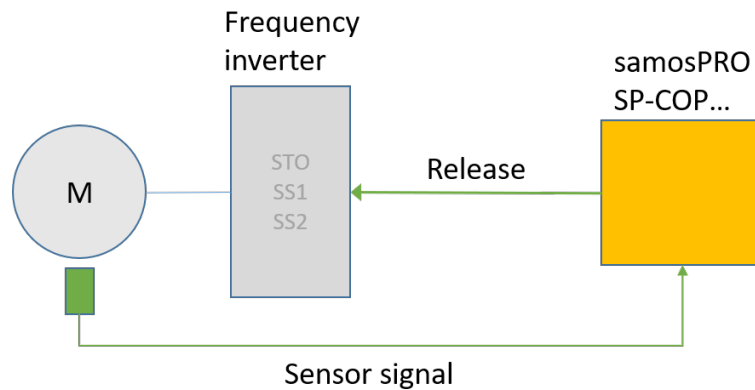 Frequency
inverter
samosPRO
SP-COP...
STO
SS1
SS2
M
Release
Sensor signal